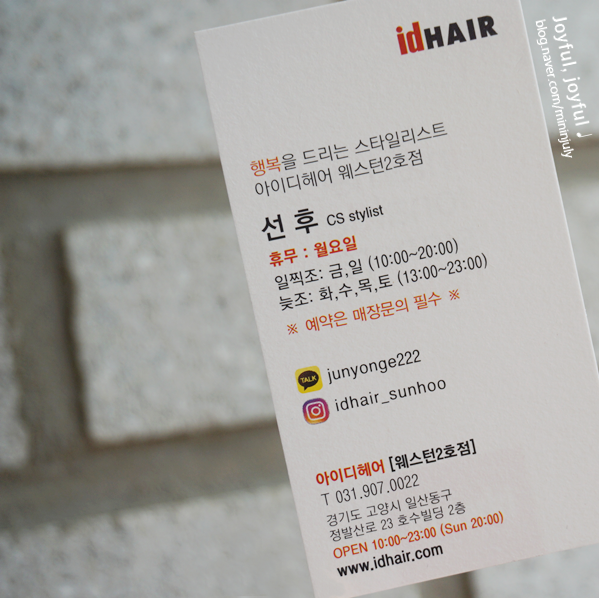 idHAIR
행복을 드리는 스타일리스트
아이디헤어 웨스턴2호점
선 후 CS stylist
휴무 : 월요일
일찍조: 금,일 (10:00~20:00)
늦조: 화,수,목,토 (13:00~23:00)
※ 예약은 매장문의 필수 ※
TALK junyonge222
idhair_sunhoo
아이디헤어 [웨스턴2호점]
T 031.907.0022
경기도 고양시 일산동구
정발산로 23 호수빌딩 2층
OPEN 10:00~23:00 (Sun 20:00)
www.idhair.com
Joyful, joyful ♩
blog.naver.com/mininjuly